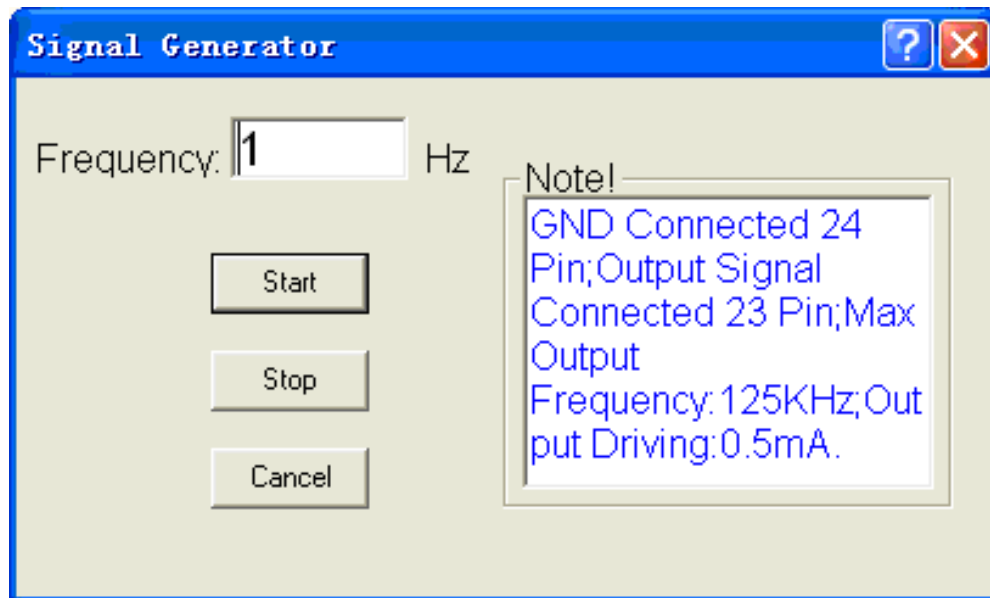 Signal Generator
Frequency: 1 Hz
Note!
GND Connected 24
Pin;Output Signal
Connected 23 Pin;Max
Output
Frequency:125KHz;Out
put Driving:0.5mA.
Start
Stop
Cancel